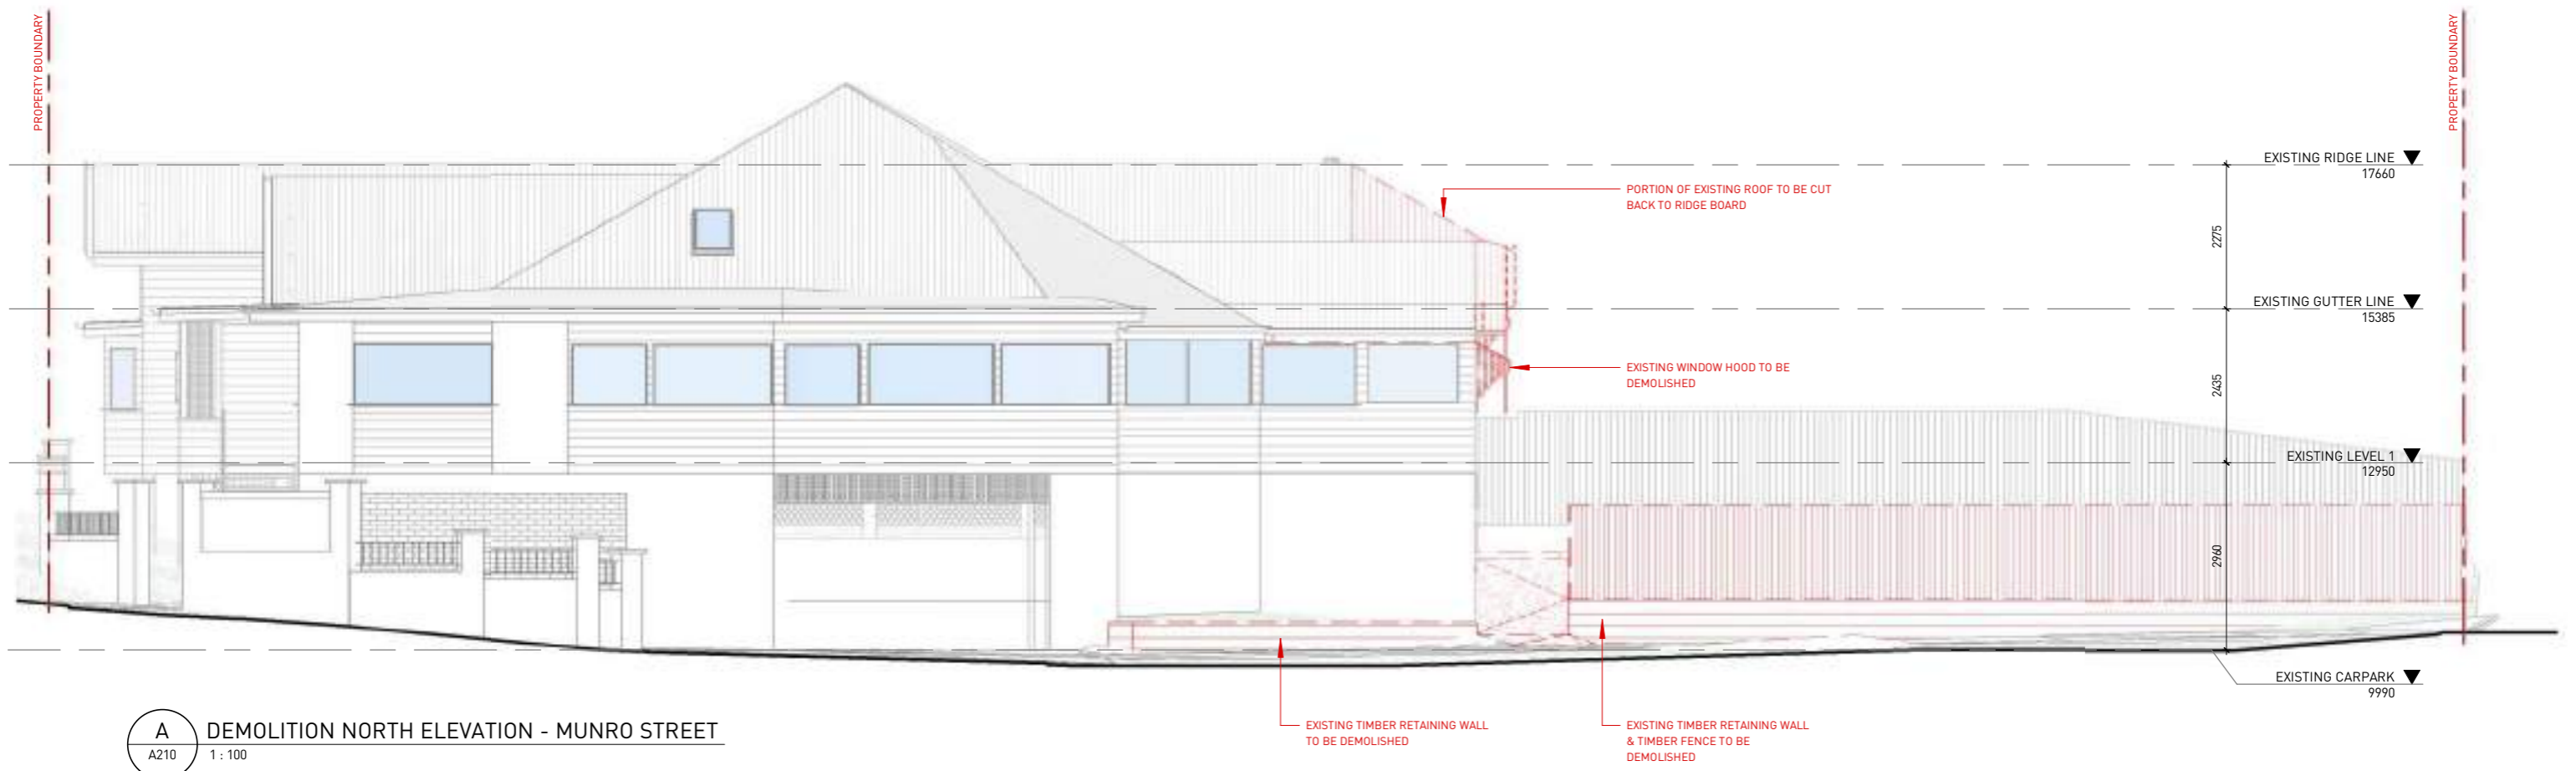 PROPERTY BOUNDARY
PROPERTY BOUNDARY
EXISTING RIDGE LINE
17660
PORTION OF EXISTING ROOF TO BE CUT
BACK TO RIDGE BOARD
2275
EXISTING GUTTER LINE
15385
EXISTING WINDOW HOOD TO BE
DEMOLISHED
2435
EXISTING LEVEL 1
12950
2960
EXISTING CARPARK
9990
EXISTING TIMBER RETAINING WALL
TO BE DEMOLISHED
EXISTING TIMBER RETAINING WALL
& TIMBER FENCE TO BE
DEMOLISHED
A
A210
DEMOLITION NORTH ELEVATION - MUNRO STREET
1 : 100